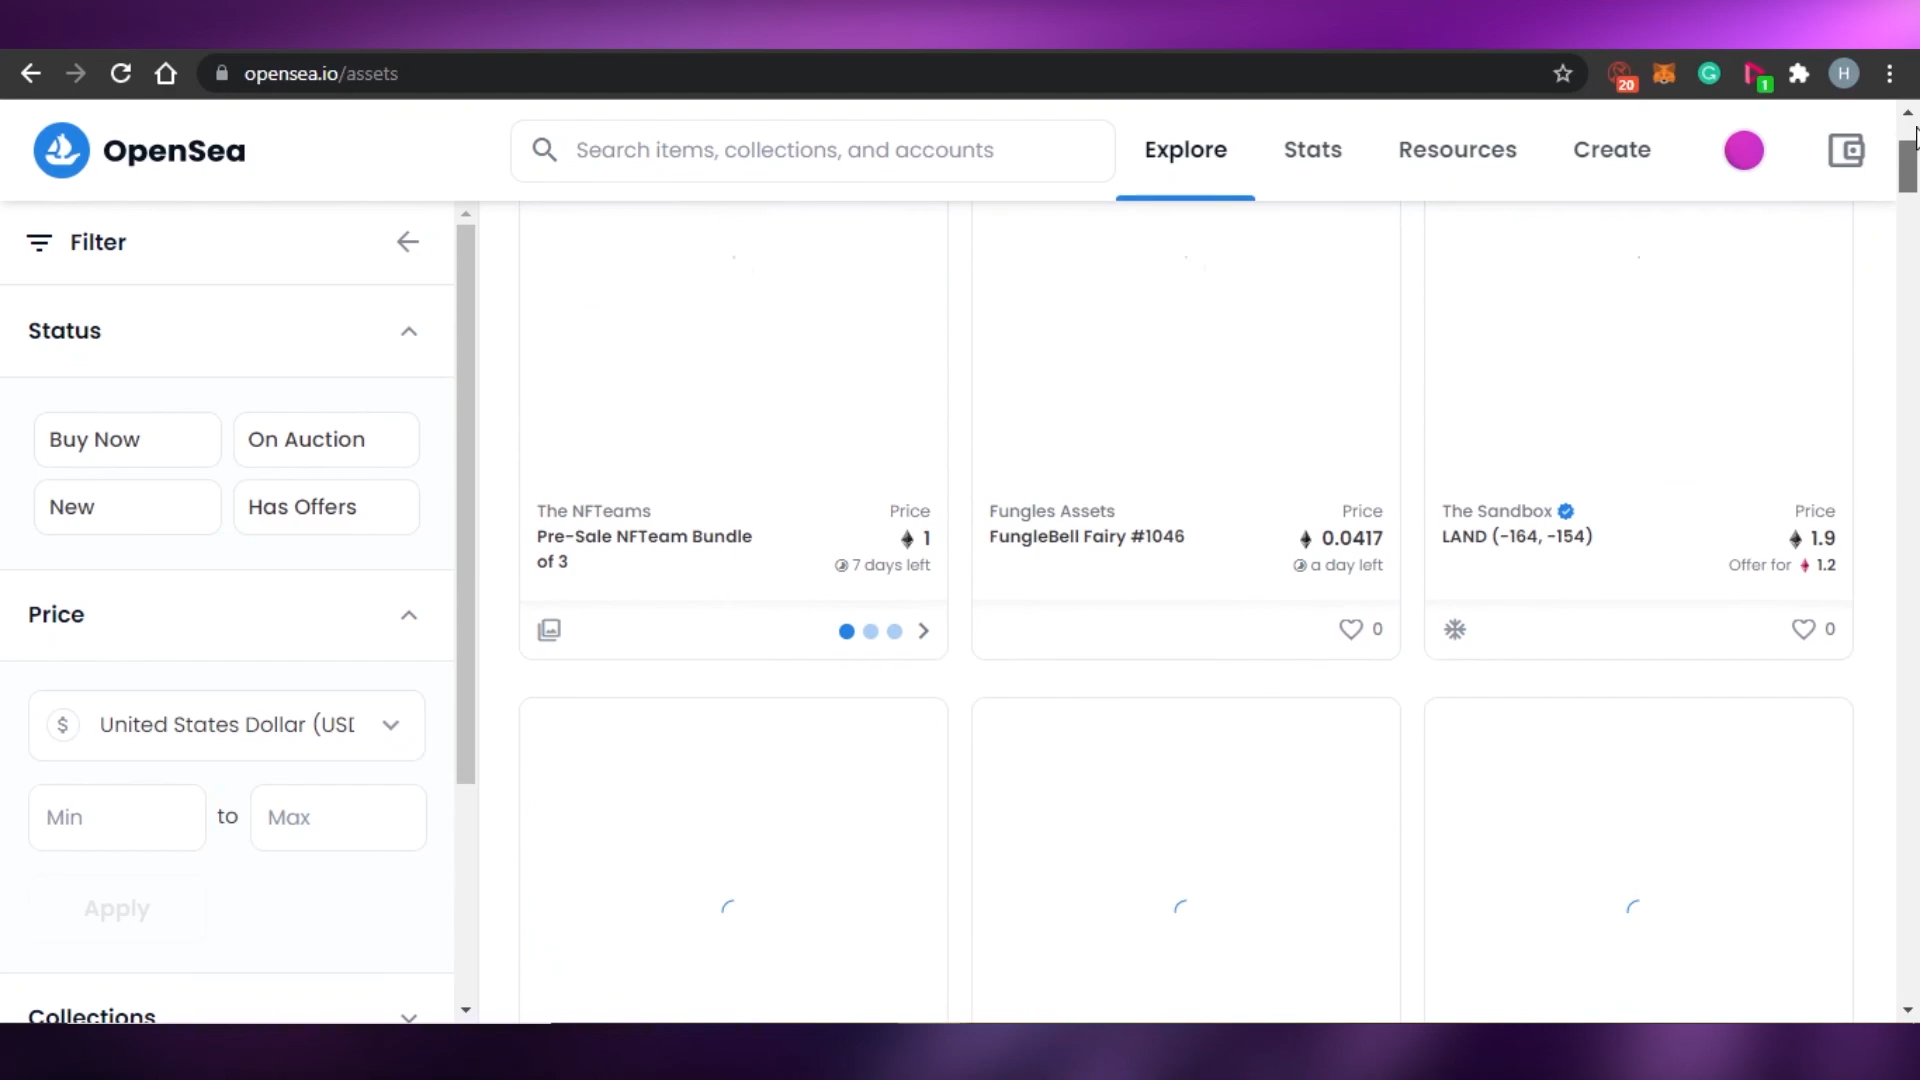 opensea.io/assets
20
1
H
OpenSea
Search items, collections, and accounts
Explore
Stats
Resources
Create
Filter
Status
Buy Now
On Auction
New
Has Offers
Price
$ United States Dollar (USD
Min
to
Max
Apply
Collections
The NFTeams
Price
Pre-Sale NFTeam Bundle
of 3
1
7 days left
Fungles Assets
Price
FungleBell Fairy #1046
0.0417
a day left
0
The Sandbox
Price
LAND (-164, -154)
1.9
Offer for 1.2
0